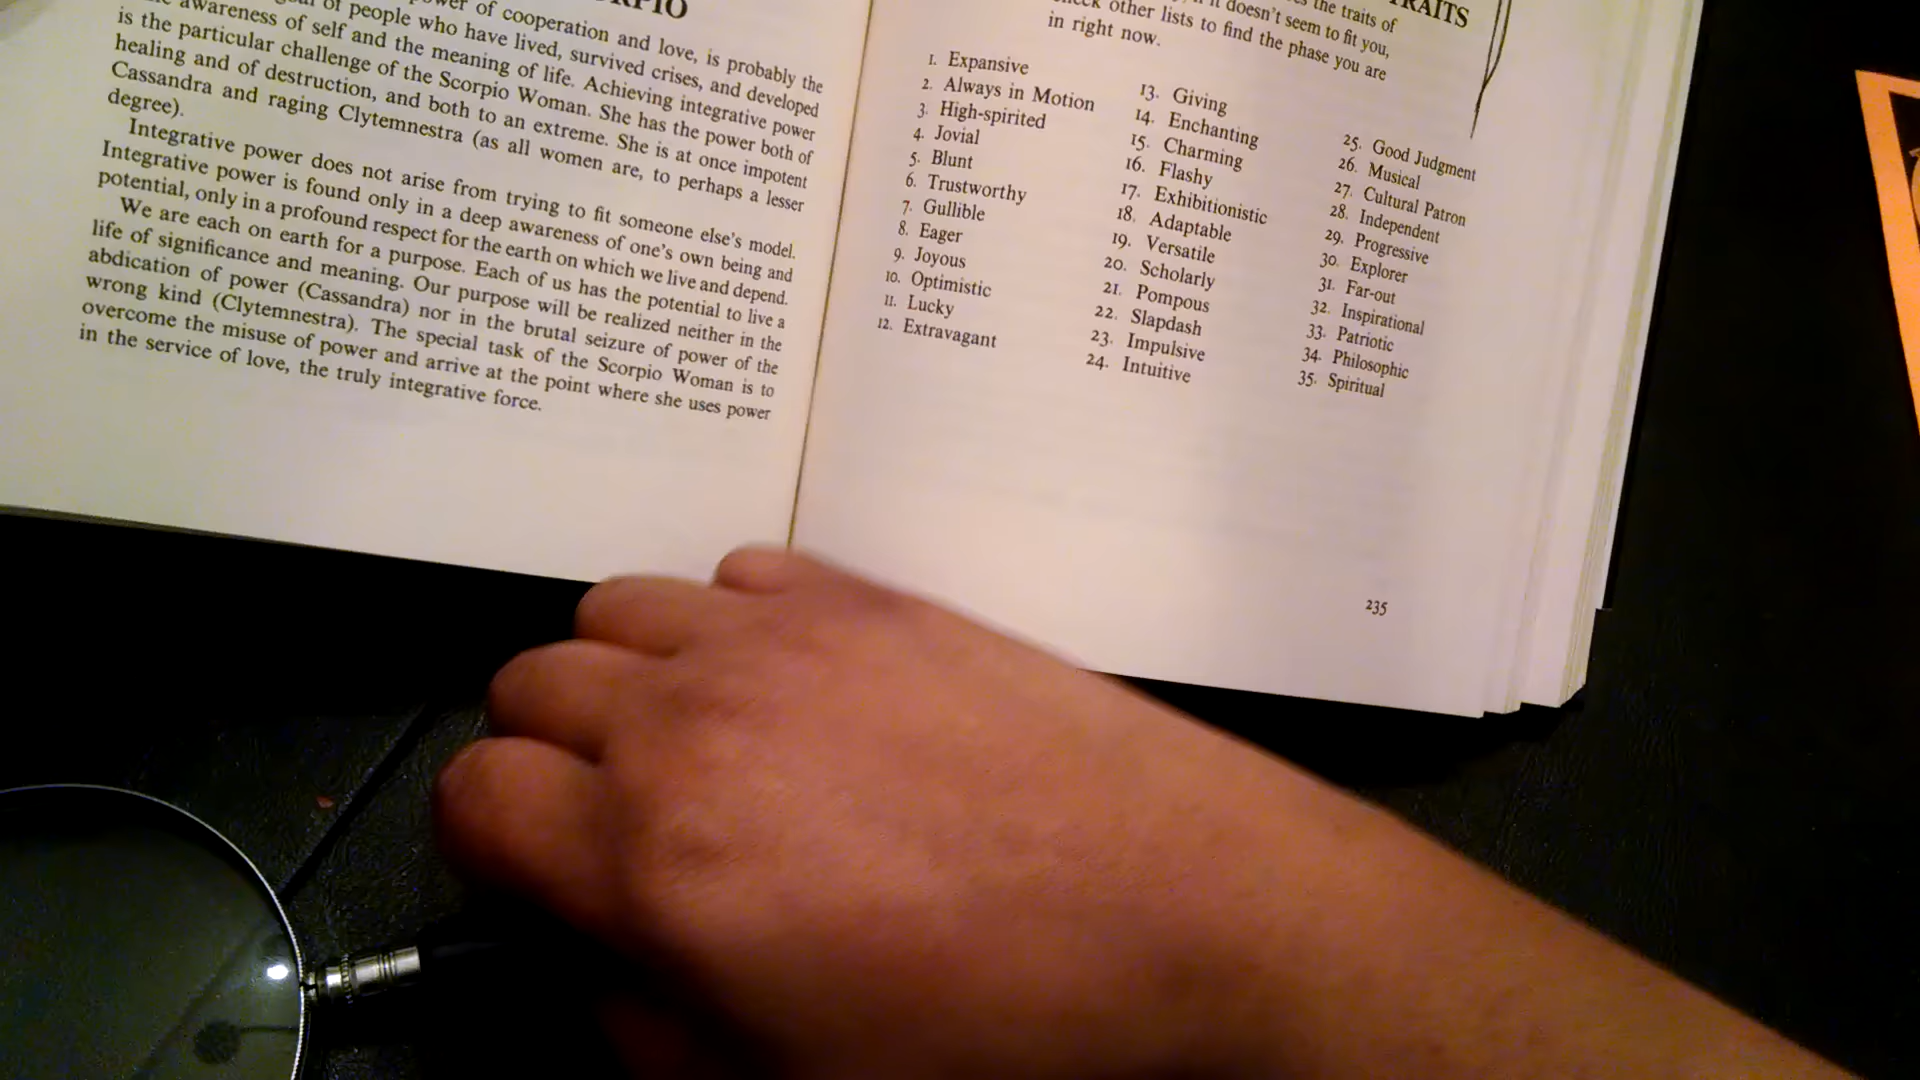 RPIO
of cooperation and love, is probably the
of people who have lived, survived crises, and developed
awareness of self and the meaning of life. Achieving integrative power
is the particular challenge of the Scorpio Woman. She has the power both of
healing and of destruction, and both to an extreme. She is at once impotent
Cassandra and raging Clytemnestra (as all women are, to perhaps a lesser
degree).
Integrative power does not arise from trying to fit someone else's model.
Integrative power is found only in a deep awareness of one's own being and
potential, only in a profound respect for the earth on which we live and depend.
We are each on earth for a purpose. Each of us has the potential to live a
life of significance and meaning. Our purpose will be realized neither in the
abdication of power (Cassandra) nor in the brutal seizure of power of the
wrong kind (Clytemnestra). The special task of the Scorpio Woman is to
overcome the misuse of power and arrive at the point where she uses power
in the service of love, the truly integrative force.
TRAITS
the traits of
it doesn't seem to fit you,
other lists to find the phase you are
in right now.
1. Expansive
2. Always in Motion
3. High-spirited
4. Jovial
5. Blunt
6. Trustworthy
7. Gullible
8. Eager
9. Joyous
10. Optimistic
11. Lucky
12. Extravagant
13. Giving
14. Enchanting
15. Charming
16. Flashy
17. Exhibitionistic
18. Adaptable
19. Versatile
20. Scholarly
21. Pompous
22. Slapdash
23. Impulsive
24. Intuitive
25. Good Judgment
26. Musical
27. Cultural Patron
28. Independent
29. Progressive
30. Explorer
31. Far-out
32. Inspirational
33. Patriotic
34. Philosophic
35. Spiritual
235